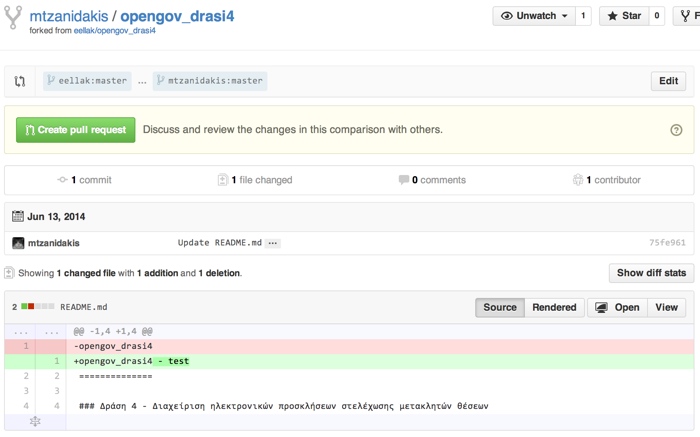 mtzanidakis / opengov_drasi4
forked from eellak/opengov_drasi4
Unwatch 1 Star 0 F
eellak:master ... mtzanidakis:master Edit
Create pull request Discuss and review the changes in this comparison with others. ?
1 commit 1 file changed 0 comments 1 contributor
Jun 13, 2014
mtzanidakis Update README.md ... 75fe961
Showing 1 changed file with 1 addition and 1 deletion. Show diff stats
2 README.md Source Rendered Open View
... ... @@ -1,4 +1,4 @@
1 -opengov_drasi4
1 +opengov_drasi4 - test
2 2 ==============
3 3
4 4 ### Δράση 4 - Διαχείριση ηλεκτρονικών προσκλήσεων στελέχωσης μετακλητών θέσεων